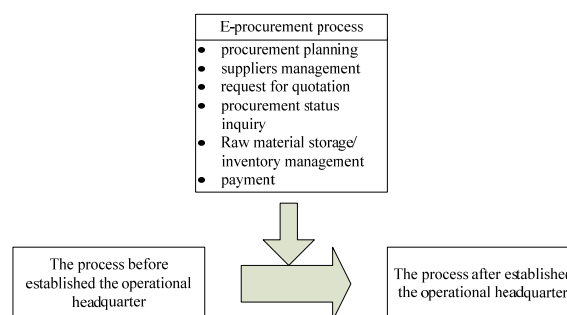 E-procurement process
• procurement planning
• suppliers management
• request for quotation
• procurement status
inquiry
• Raw material storage/
inventory management
• payment
The process before
established the operational
headquarter
The process after established
the operational headquarter